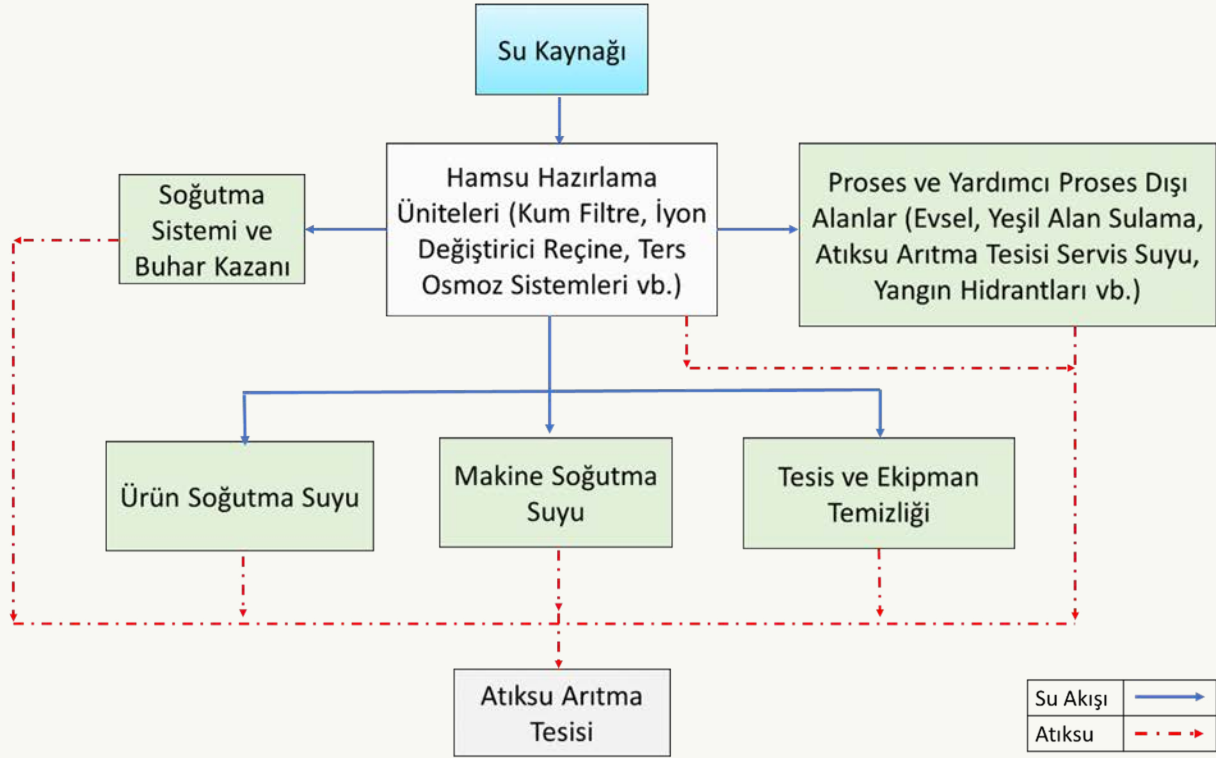 Su Kaynağı
Hamsu Hazırlama
Üniteleri (Kum Filtre, İyon
Değiştirici Reçine, Ters
Osmoz Sistemleri vb.)
Soğutma
Sistemi ve
Buhar Kazanı
Proses ve Yardımcı Proses Dışı
Alanlar (Evsel, Yeşil Alan Sulama,
Atıksu Arıtma Tesisi Servis Suyu,
Yangın Hidrantları vb.)
Ürün Soğutma Suyu
Makine Soğutma
Suyu
Tesis ve Ekipman
Temizliği
Atıksu Arıtma
Tesisi
Su Akışı
Atıksu